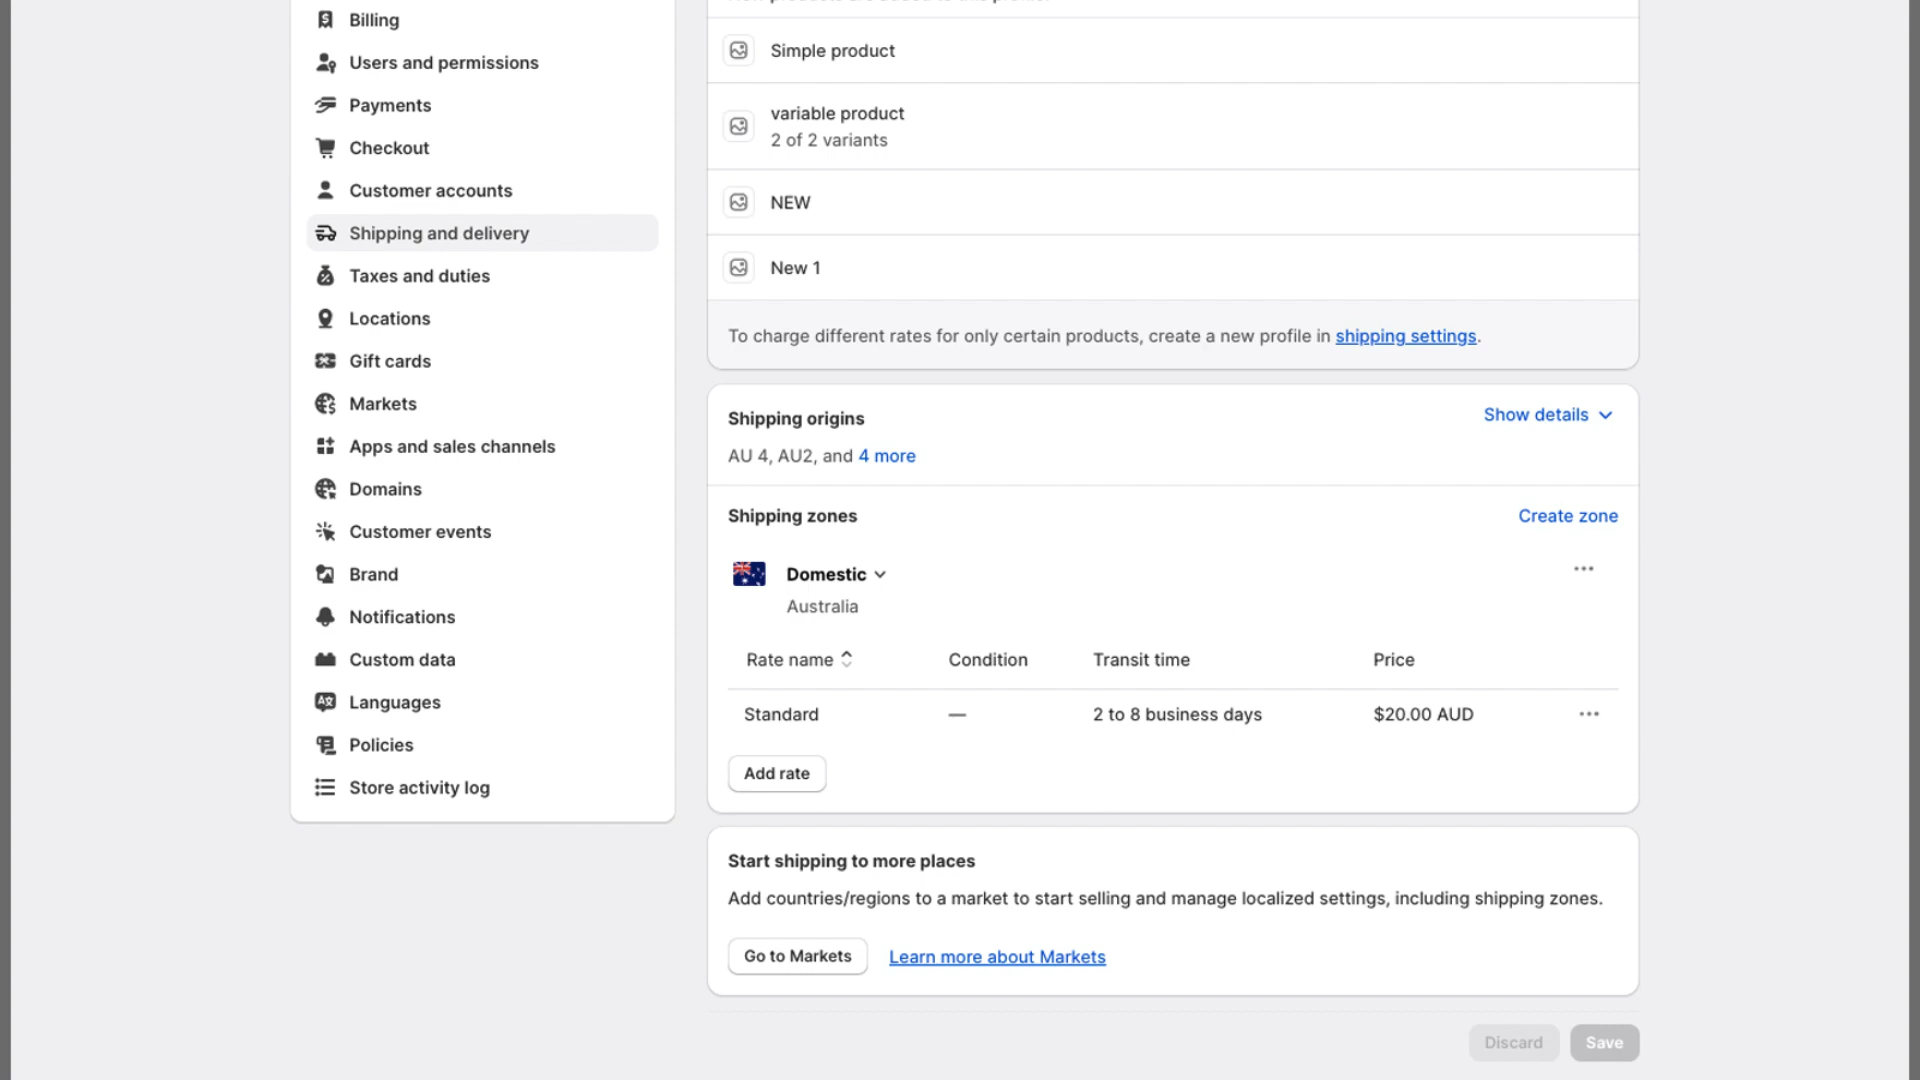 Billing
Users and permissions
Payments
Checkout
Customer accounts
Shipping and delivery
Taxes and duties
Locations
Gift cards
Markets
Apps and sales channels
Domains
Customer events
Brand
Notifications
Custom data
Languages
Policies
Store activity log
Simple product
variable product
2 of 2 variants
NEW
New 1
To charge different rates for only certain products, create a new profile in shipping settings.
Shipping origins
Show details
AU 4, AU2, and 4 more
Shipping zones
Create zone
Domestic
Australia
Rate name Condition Transit time Price
Standard — 2 to 8 business days $20.00 AUD
Add rate
Start shipping to more places
Add countries/regions to a market to start selling and manage localized settings, including shipping zones.
Go to Markets Learn more about Markets
Discard Save